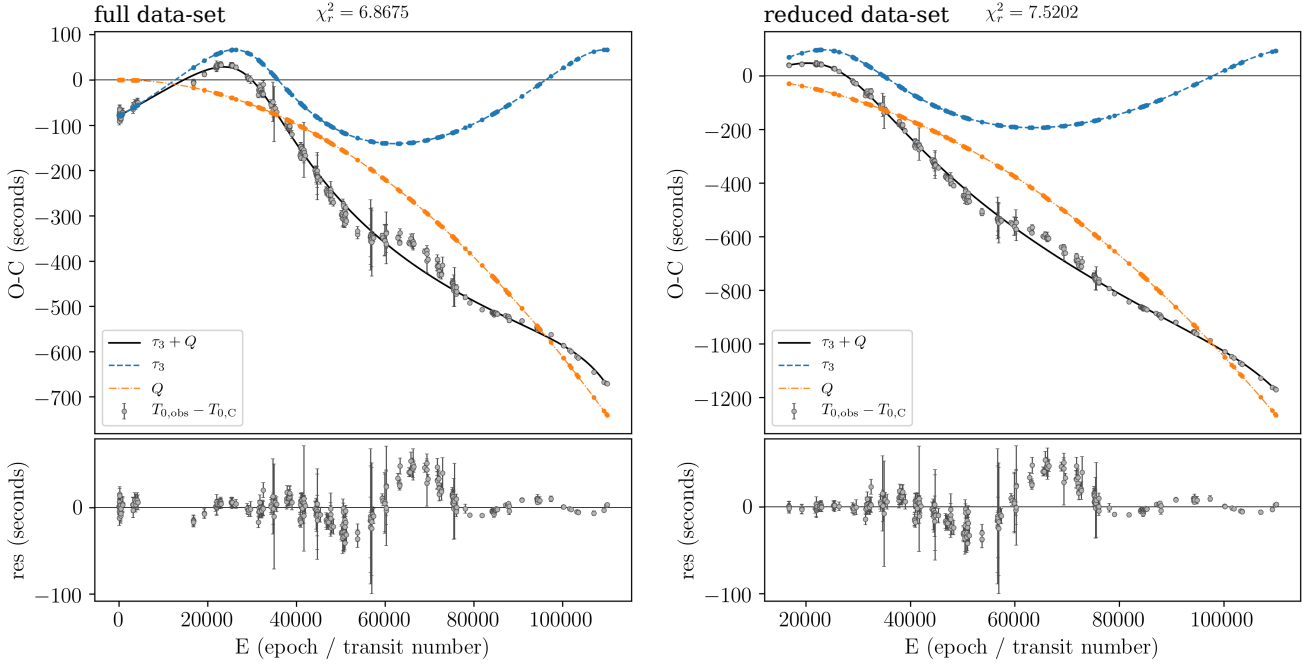 full data-set χ²ᵣ = 6.8675
100
0
−100
−200
−300
−400
−500
−600
−700
O-C (seconds)
τ₃ + Q
τ₃
Q
T₀,obs − T₀,C
0
−100
res (seconds)
0 20000 40000 60000 80000 100000
E (epoch / transit number)
reduced data-set χ²ᵣ = 7.5202
0
−200
−400
−600
−800
−1000
−1200
O-C (seconds)
τ₃ + Q
τ₃
Q
T₀,obs − T₀,C
0
−100
res (seconds)
20000 40000 60000 80000 100000
E (epoch / transit number)